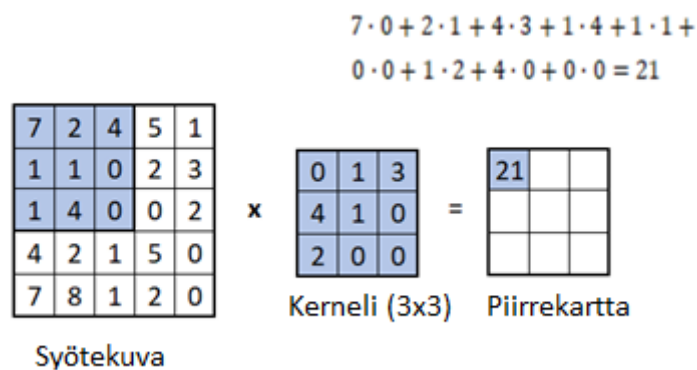 7 · 0 + 2 · 1 + 4 · 3 + 1 · 4 + 1 · 1 +
0 · 0 + 1 · 2 + 4 · 0 + 0 · 0 = 21
7 2 4 5 1
1 1 0 2 3
1 4 0 0 2
4 2 1 5 0
7 8 1 2 0
Syötekuva
x
0 1 3
4 1 0
2 0 0
Kerneli (3x3)
=
21
Piirrekartta